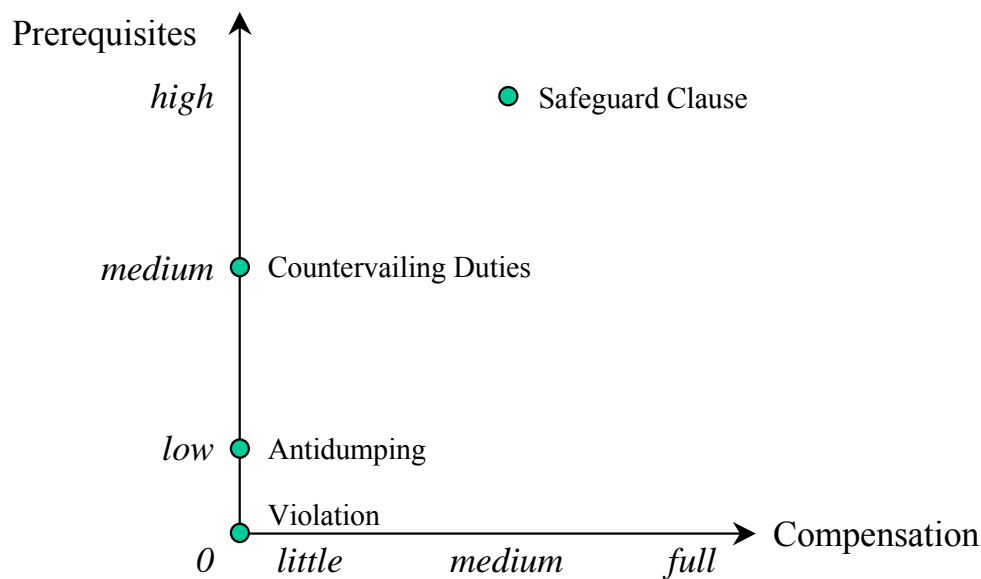 Prerequisites
high
Safeguard Clause
medium
Countervailing Duties
low
Antidumping
Violation
0
little
medium
full
Compensation